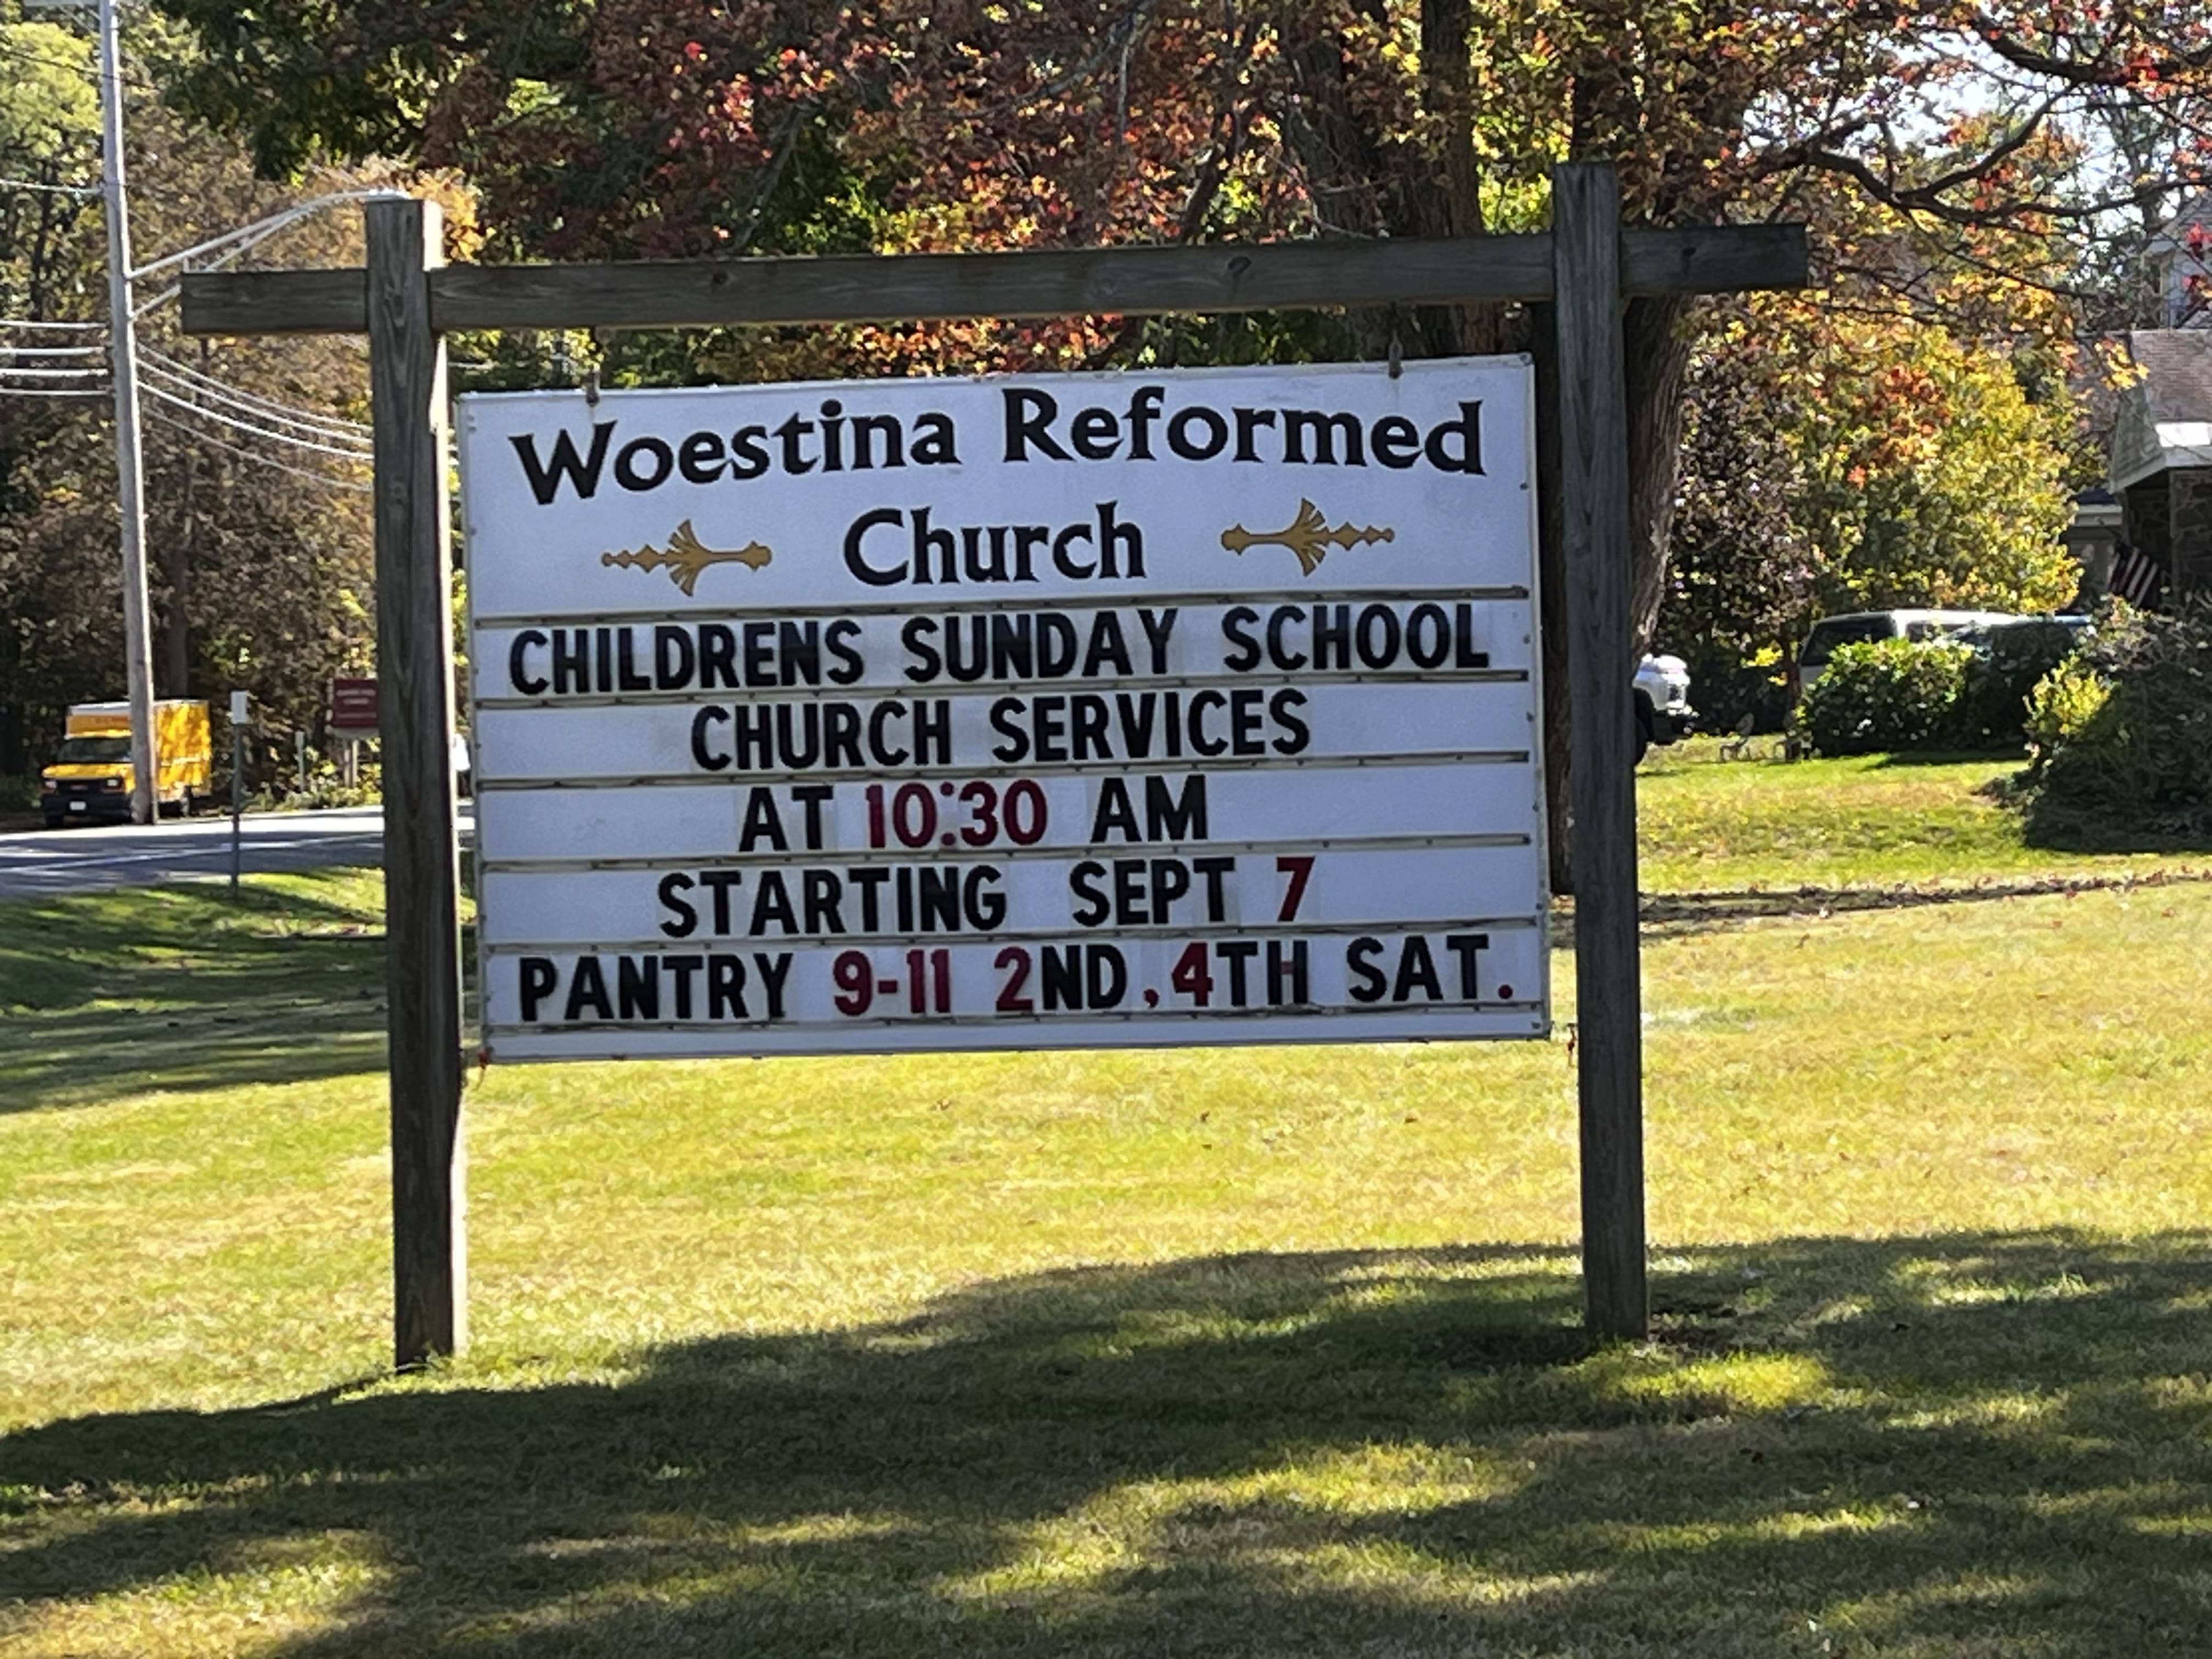 Woestina Reformed
Church
CHILDRENS SUNDAY SCHOOL
CHURCH SERVICES
AT 10:30 AM
STARTING SEPT 7
PANTRY 9-11 2ND, 4TH SAT.